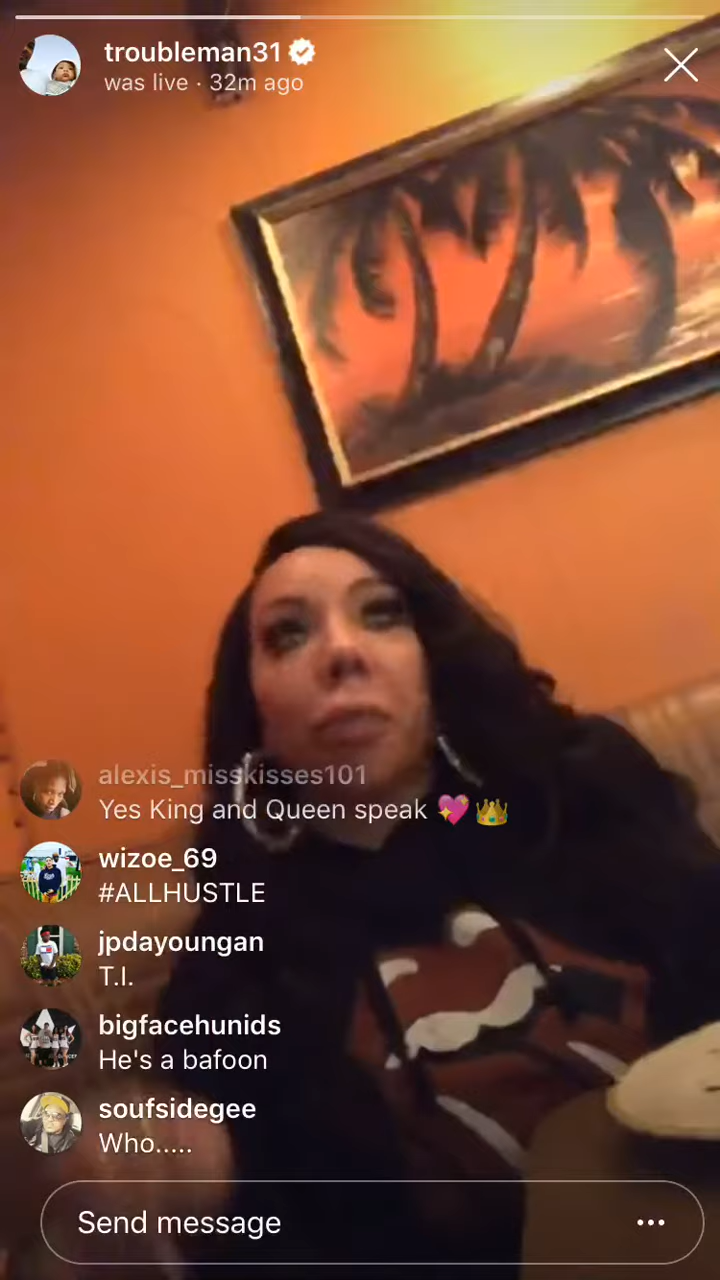 troubleman31
was live · 32m ago
alexis_misskisses101
Yes King and Queen speak 💖👑
wizoe_69
#ALLHUSTLE
jpdayoungan
T.I.
bigfacehunids
He's a bafoon
soufsidegee
Who.....
Send message